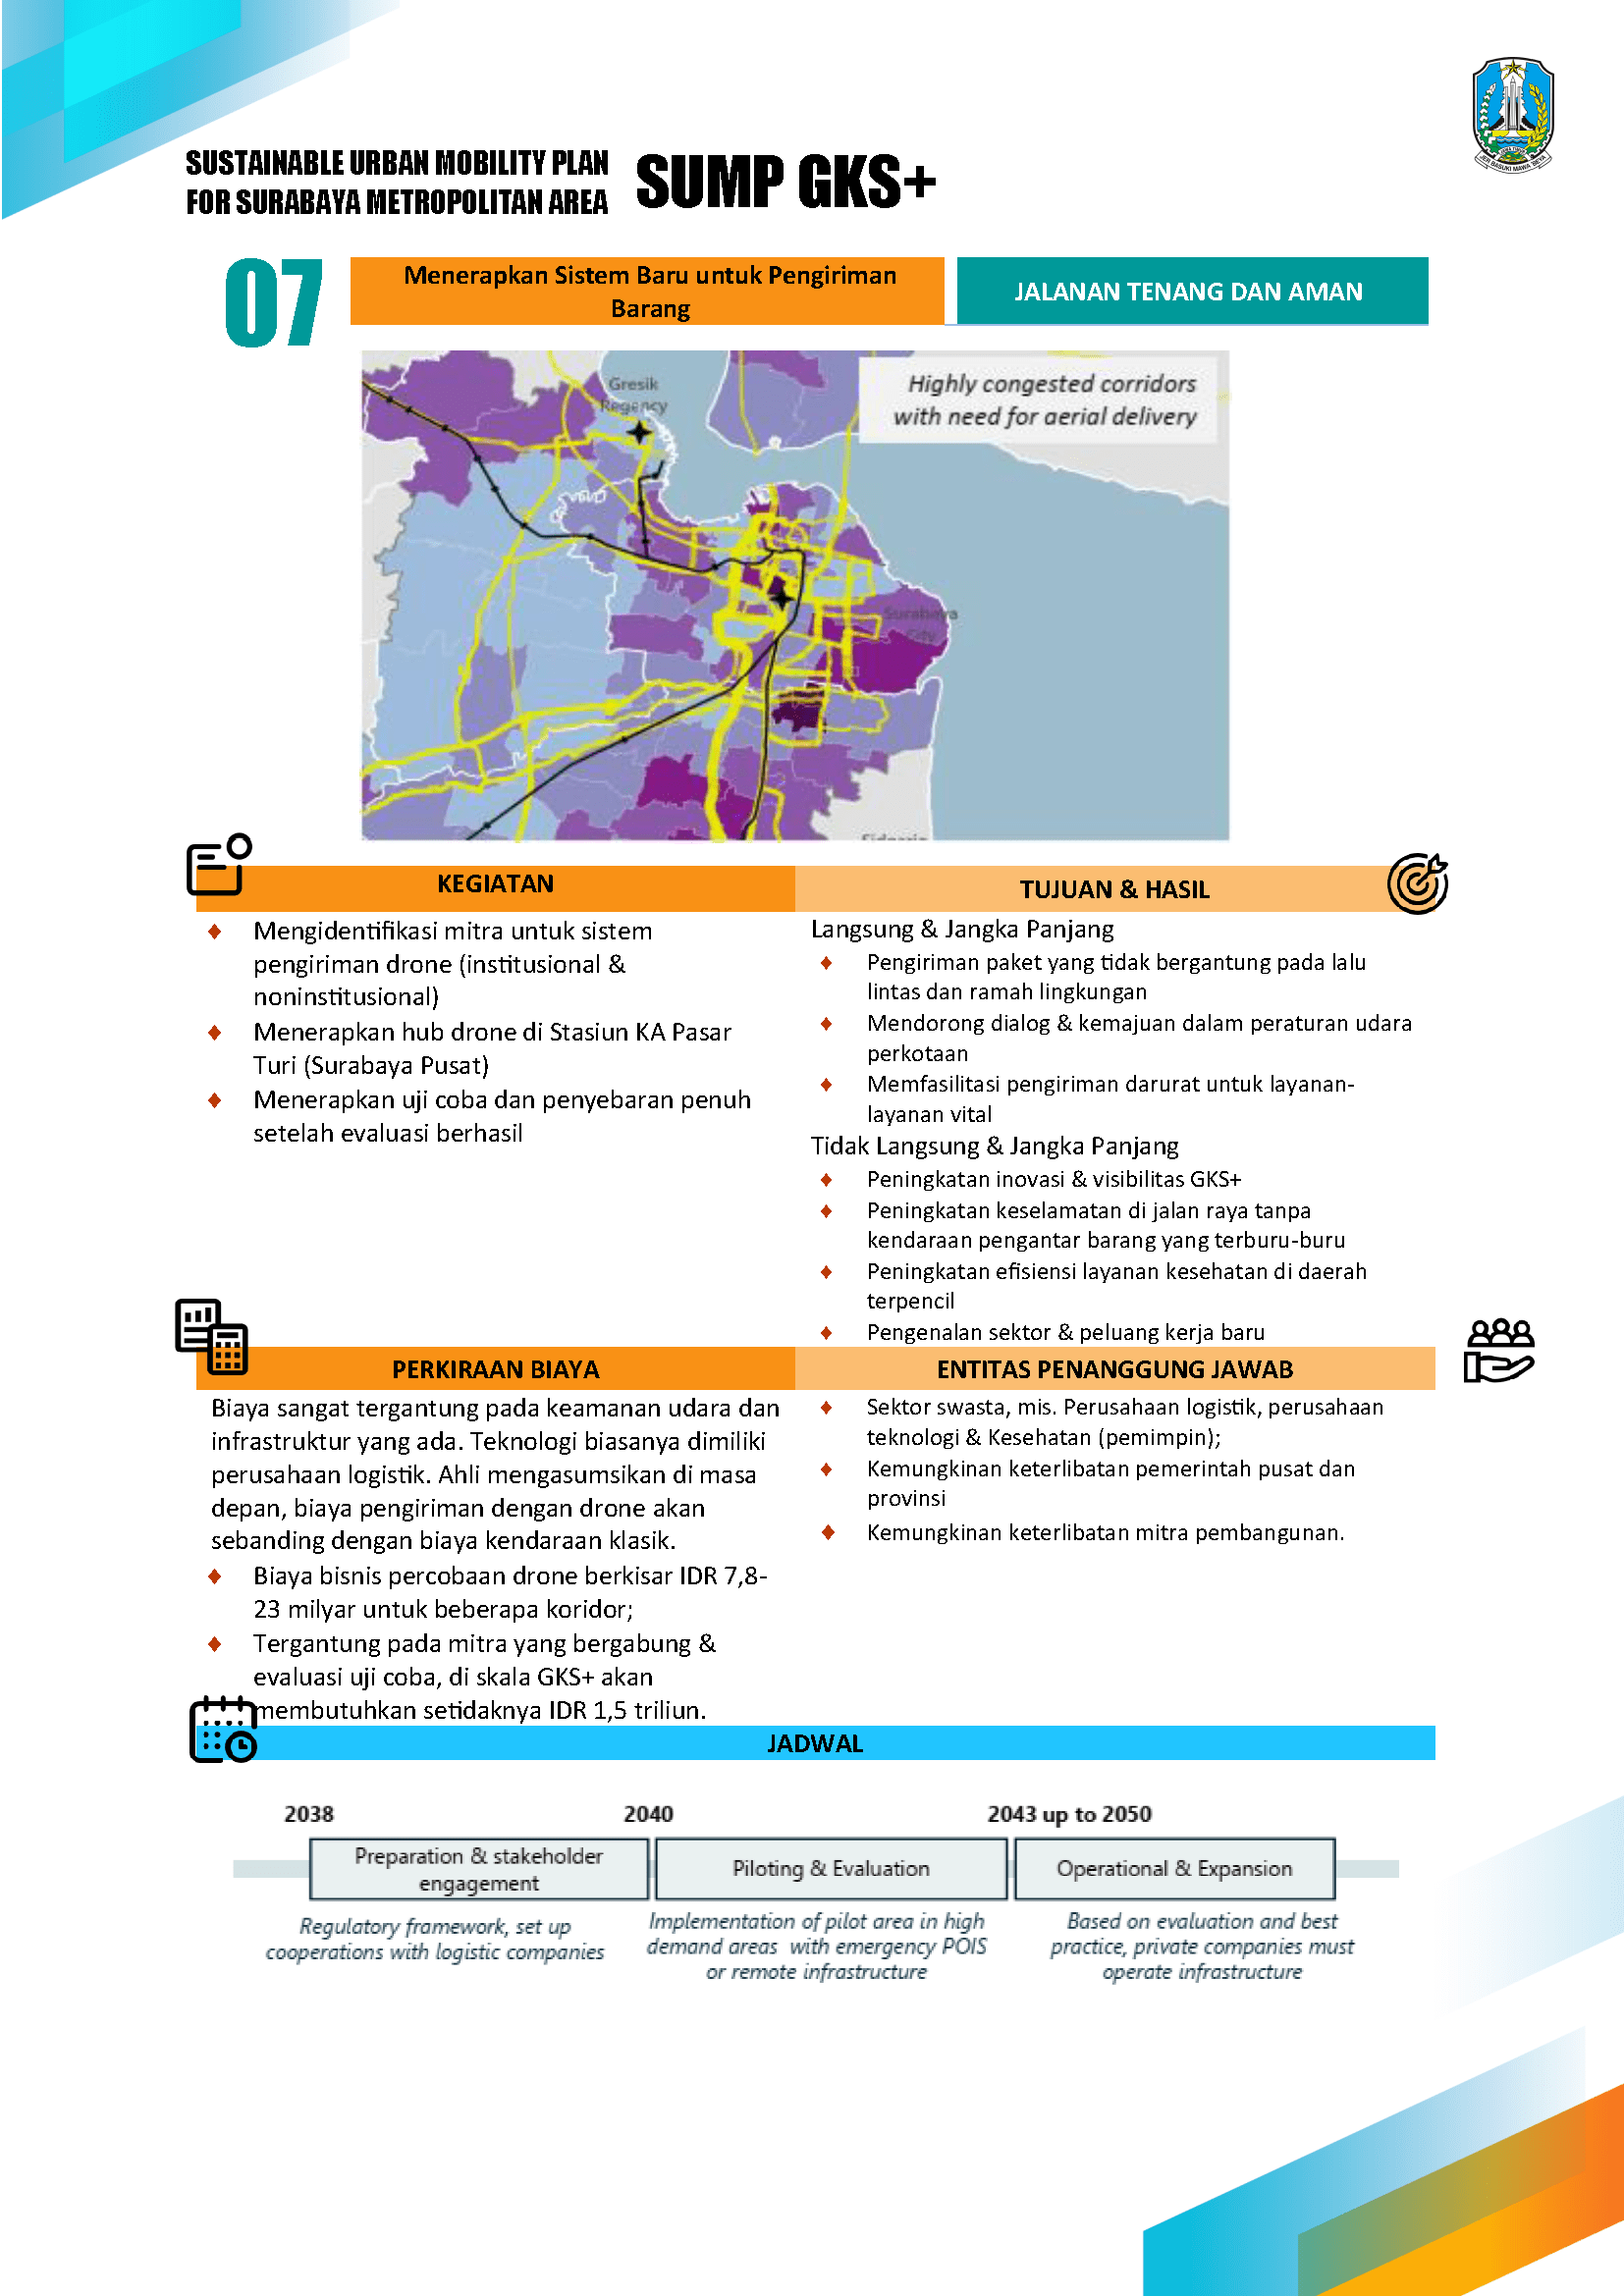 SUSTAINABLE URBAN MOBILITY PLAN
FOR SURABAYA METROPOLITAN AREA
SUMP GKS+
JER BASUKI MAWA BEYA
07
Menerapkan Sistem Baru untuk Pengiriman
Barang
JALANAN TENANG DAN AMAN
Highly congested corridors
with need for aerial delivery
Gresik
Regency
Surabaya
City
KEGIATAN
♦ Mengidentifikasi mitra untuk sistem
pengiriman drone (institusional &
noninstitusional)
♦ Menerapkan hub drone di Stasiun KA Pasar
Turi (Surabaya Pusat)
♦ Menerapkan uji coba dan penyebaran penuh
setelah evaluasi berhasil
TUJUAN & HASIL
Langsung & Jangka Panjang
♦ Pengiriman paket yang tidak bergantung pada lalu
lintas dan ramah lingkungan
♦ Mendorong dialog & kemajuan dalam peraturan udara
perkotaan
♦ Memfasilitasi pengiriman darurat untuk layanan-
layanan vital
Tidak Langsung & Jangka Panjang
♦ Peningkatan inovasi & visibilitas GKS+
♦ Peningkatan keselamatan di jalan raya tanpa
kendaraan pengantar barang yang terburu-buru
♦ Peningkatan efisiensi layanan kesehatan di daerah
terpencil
♦ Pengenalan sektor & peluang kerja baru
PERKIRAAN BIAYA
Biaya sangat tergantung pada keamanan udara dan
infrastruktur yang ada. Teknologi biasanya dimiliki
perusahaan logistik. Ahli mengasumsikan di masa
depan, biaya pengiriman dengan drone akan
sebanding dengan biaya kendaraan klasik.
♦ Biaya bisnis percobaan drone berkisar IDR 7,8-
23 milyar untuk beberapa koridor;
♦ Tergantung pada mitra yang bergabung &
evaluasi uji coba, di skala GKS+ akan
membutuhkan setidaknya IDR 1,5 triliun.
ENTITAS PENANGGUNG JAWAB
♦ Sektor swasta, mis. Perusahaan logistik, perusahaan
teknologi & Kesehatan (pemimpin);
♦ Kemungkinan keterlibatan pemerintah pusat dan
provinsi
♦ Kemungkinan keterlibatan mitra pembangunan.
JADWAL
2038
2040
2043 up to 2050
Preparation & stakeholder
engagement
Piloting & Evaluation
Operational & Expansion
Regulatory framework, set up
cooperations with logistic companies
Implementation of pilot area in high
demand areas with emergency POIS
or remote infrastructure
Based on evaluation and best
practice, private companies must
operate infrastructure